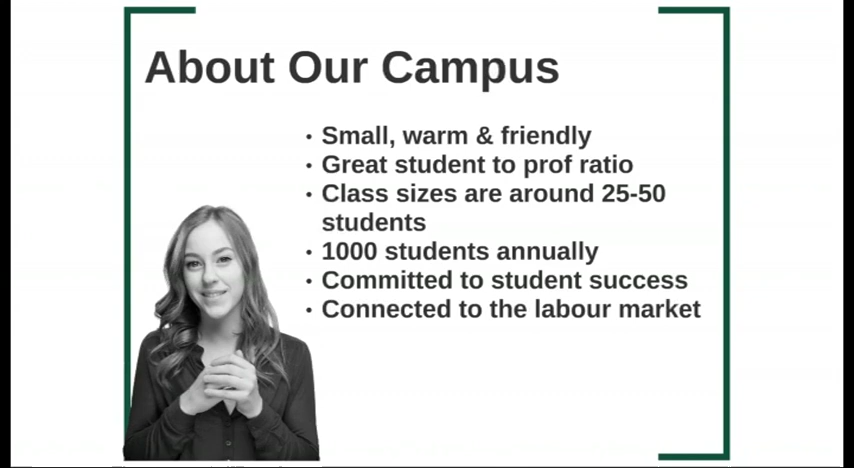 About Our Campus
• Small, warm & friendly
• Great student to prof ratio
• Class sizes are around 25-50
students
• 1000 students annually
• Committed to student success
• Connected to the labour market